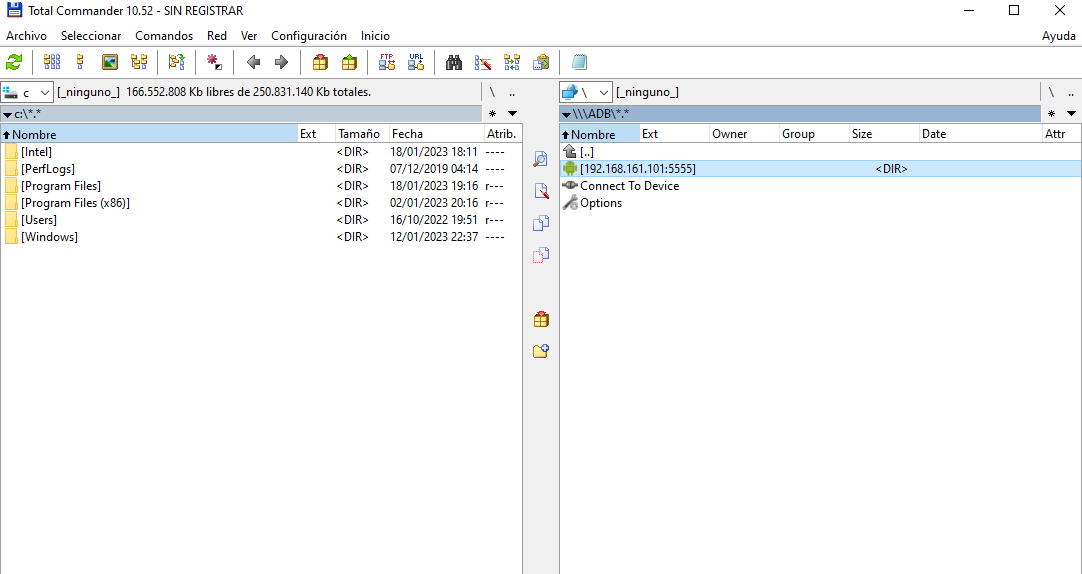 Total Commander 10.52 - SIN REGISTRAR
Archivo Seleccionar Comandos Red Ver Configuración Inicio Ayuda
FTP URL
c [_ninguno_] 166.552.808 Kb libres de 250.831.140 Kb totales. \ ..
c:\*.* *
Nombre Ext Tamaño Fecha Atrib.
[Intel] <DIR> 18/01/2023 18:11 ----
[PerfLogs] <DIR> 07/12/2019 04:14 ----
[Program Files] <DIR> 18/01/2023 19:16 r---
[Program Files (x86)] <DIR> 02/01/2023 20:16 r---
[Users] <DIR> 16/10/2022 19:51 r---
[Windows] <DIR> 12/01/2023 22:37 ----
\ [_ninguno_] \ ..
\\\ADB\*.* *
Nombre Ext Owner Group Size Date Attr
[..]
[192.168.161.101:5555] <DIR>
Connect To Device
Options